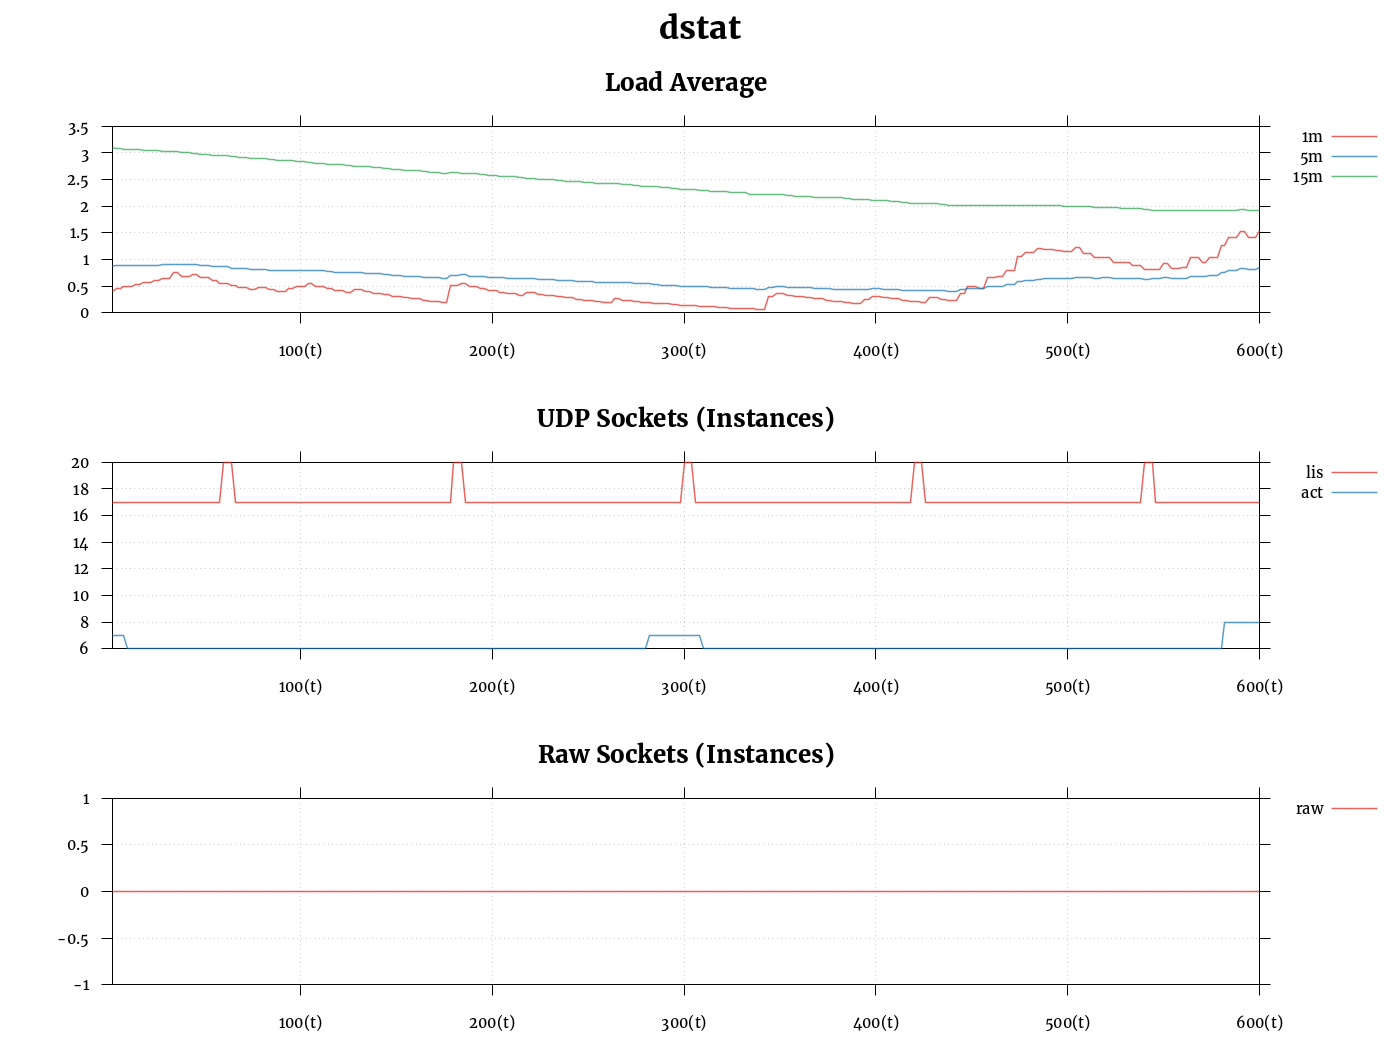 dstat
Load Average
3.5
3
2.5
2
1.5
1
0.5
0
100(t) 200(t) 300(t) 400(t) 500(t) 600(t)
1m
5m
15m
UDP Sockets (Instances)
20
18
16
14
12
10
8
6
100(t) 200(t) 300(t) 400(t) 500(t) 600(t)
lis
act
Raw Sockets (Instances)
1
0.5
0
-0.5
-1
100(t) 200(t) 300(t) 400(t) 500(t) 600(t)
raw